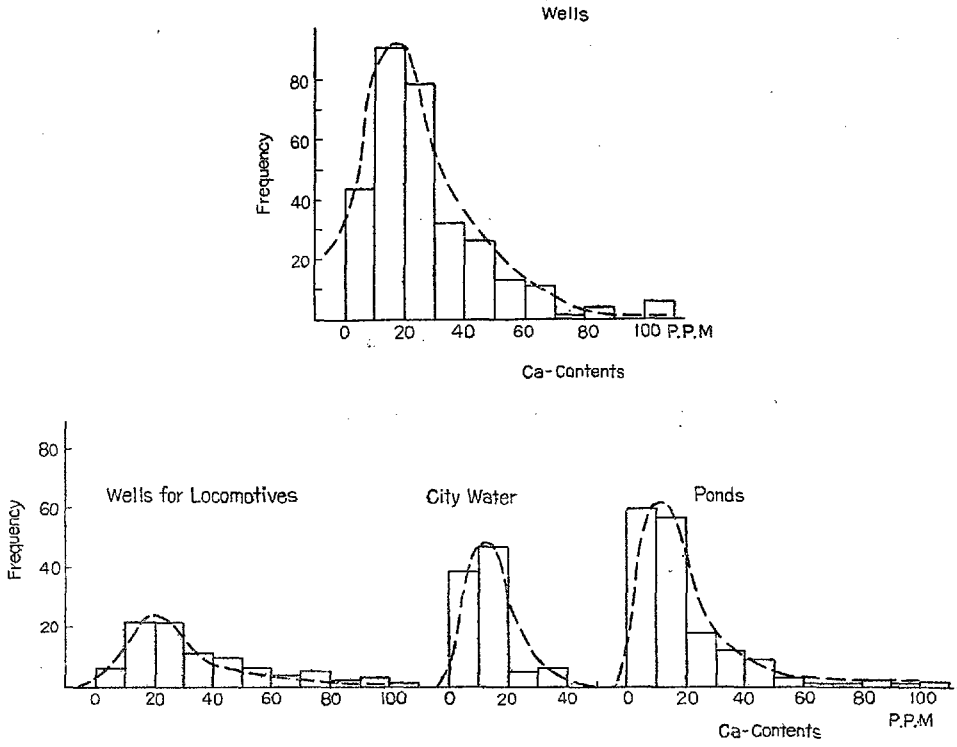 Wells
80
60
40
20
Frequency
0 20 40 60 80 100 P.P.M
Ca-Contents
80
60
40
20
Frequency
Wells for Locomotives City Water Ponds
0 20 40 60 80 100 0 20 40 0 20 40 60 80 100
P.P.M
Ca-Contents